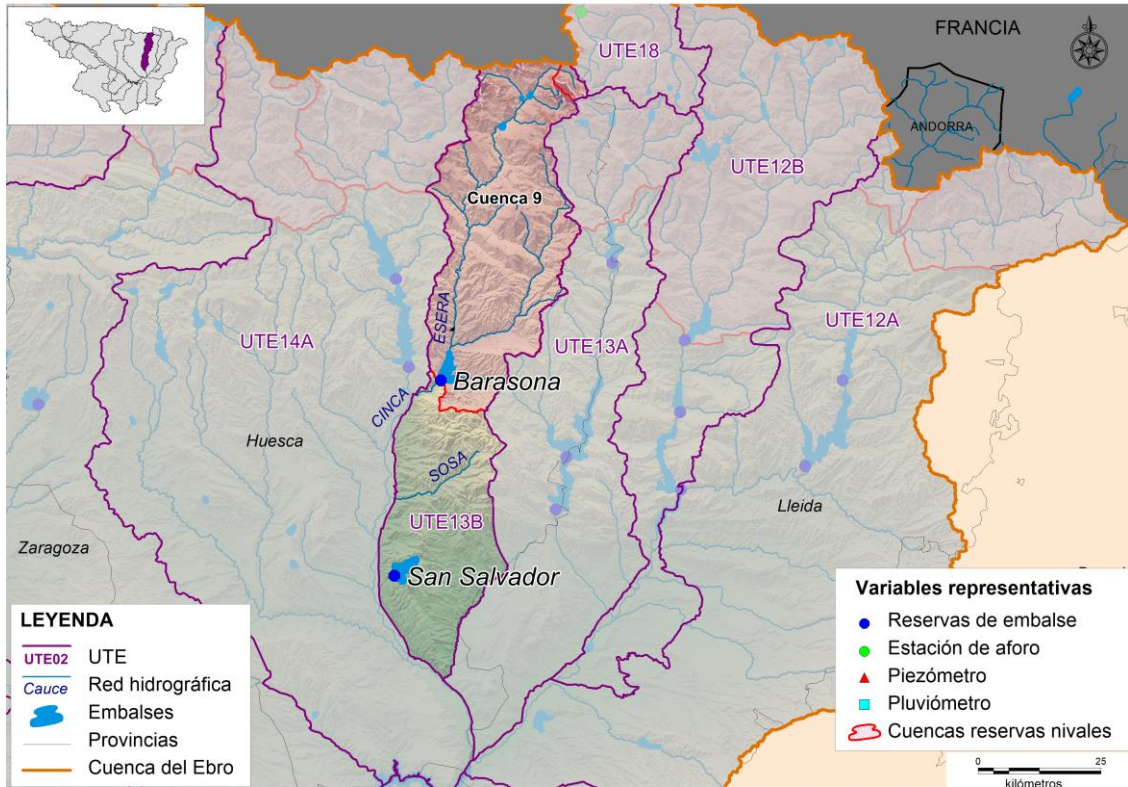 FRANCIA
UTE18
ANDORRA
UTE12B
Cuenca 9
ESERA
UTE14A
UTE13A
UTE12A
Barasona
CINCA
Huesca
SOSA
Lleida
UTE13B
Zaragoza
San Salvador
LEYENDA
UTE02 UTE
Cauce Red hidrográfica
Embalses
Provincias
Cuenca del Ebro
Variables representativas
Reservas de embalse
Estación de aforo
Piezómetro
Pluviómetro
Cuencas reservas nivales
0 25
kilómetros